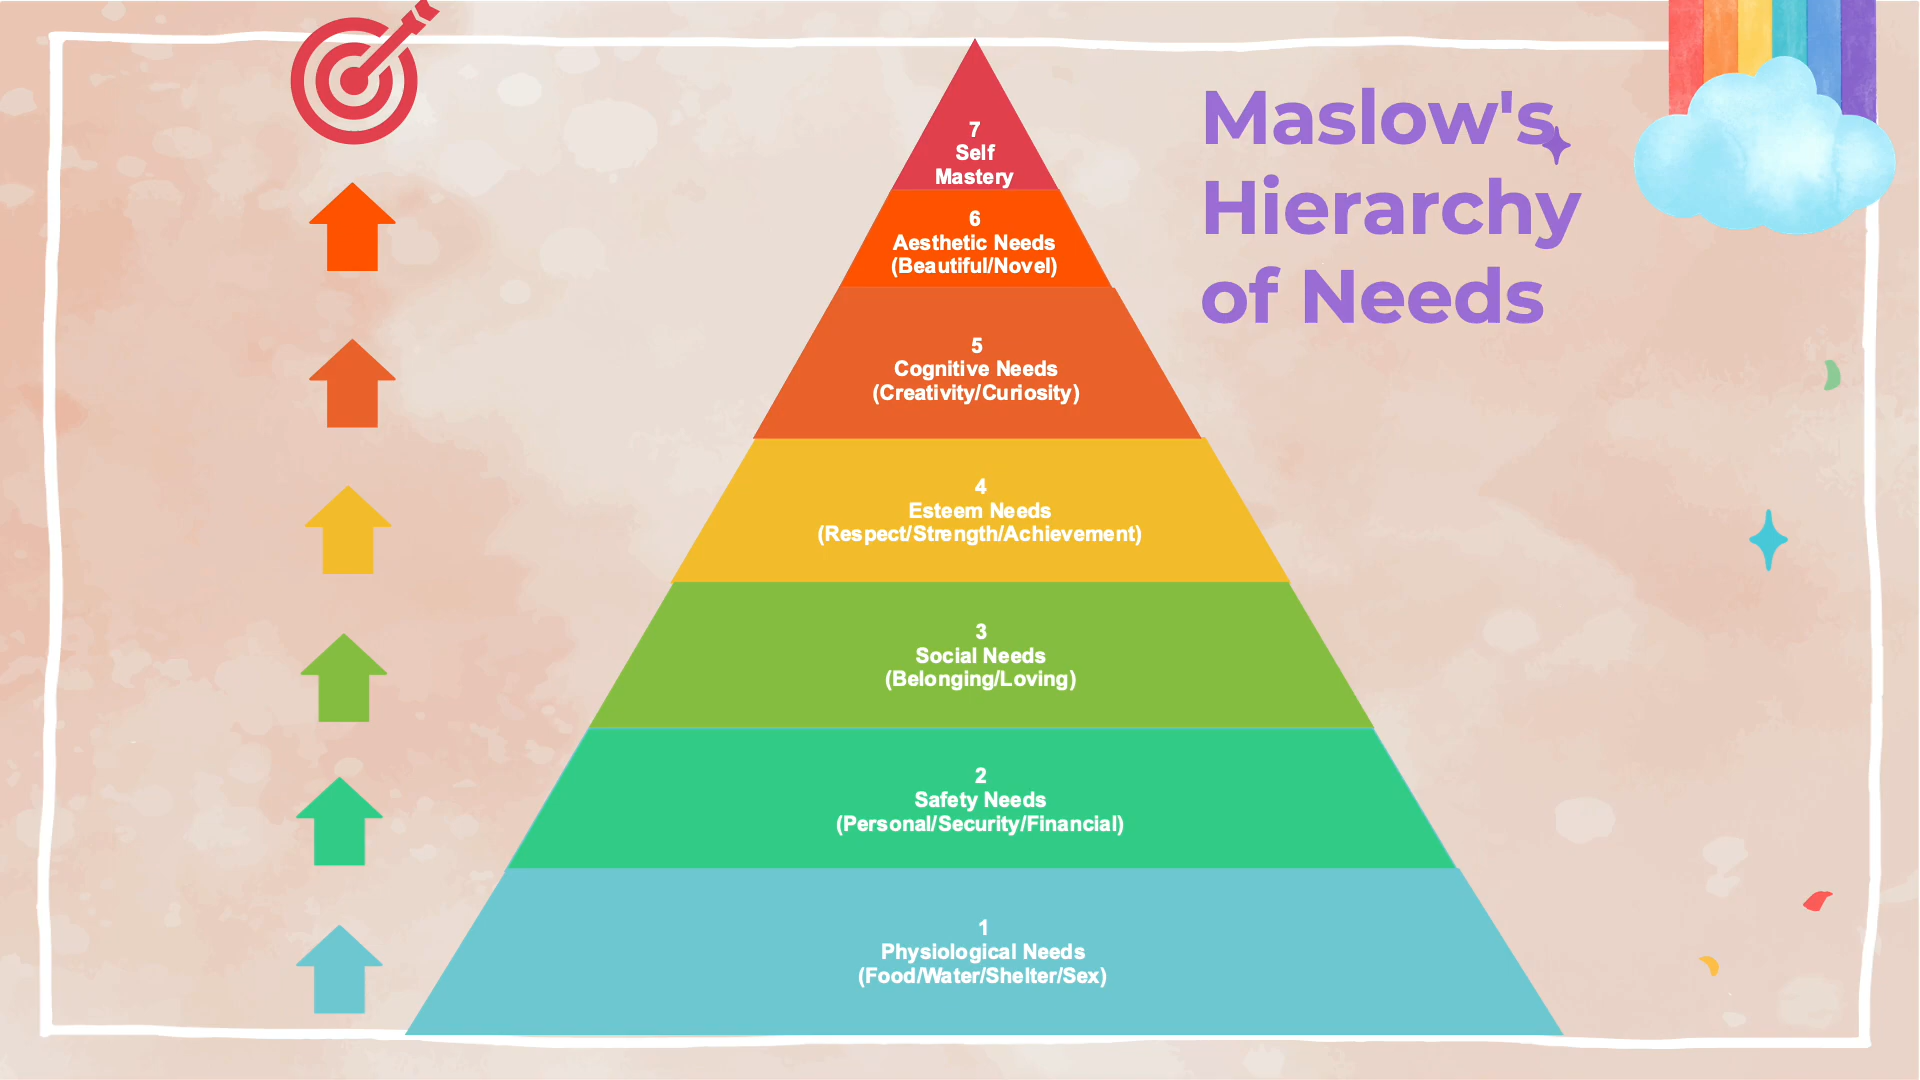 Maslow's
Hierarchy
of Needs
7
Self
Mastery
6
Aesthetic Needs
(Beautiful/Novel)
5
Cognitive Needs
(Creativity/Curiosity)
4
Esteem Needs
(Respect/Strength/Achievement)
3
Social Needs
(Belonging/Loving)
2
Safety Needs
(Personal/Security/Financial)
1
Physiological Needs
(Food/Water/Shelter/Sex)